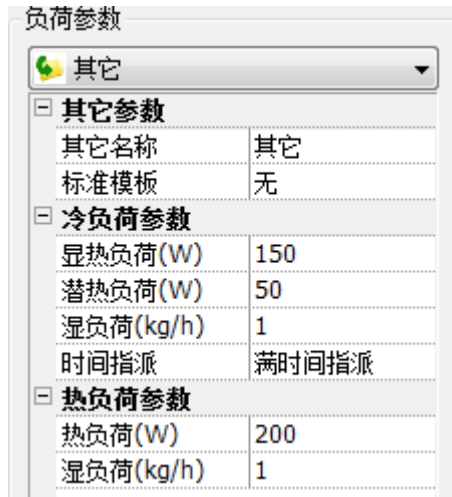 负荷参数
其它
其它参数
其它名称 其它
标准模板 无
冷负荷参数
显热负荷(W) 150
潜热负荷(W) 50
湿负荷(kg/h) 1
时间指派 满时间指派
热负荷参数
热负荷(W) 200
湿负荷(kg/h) 1